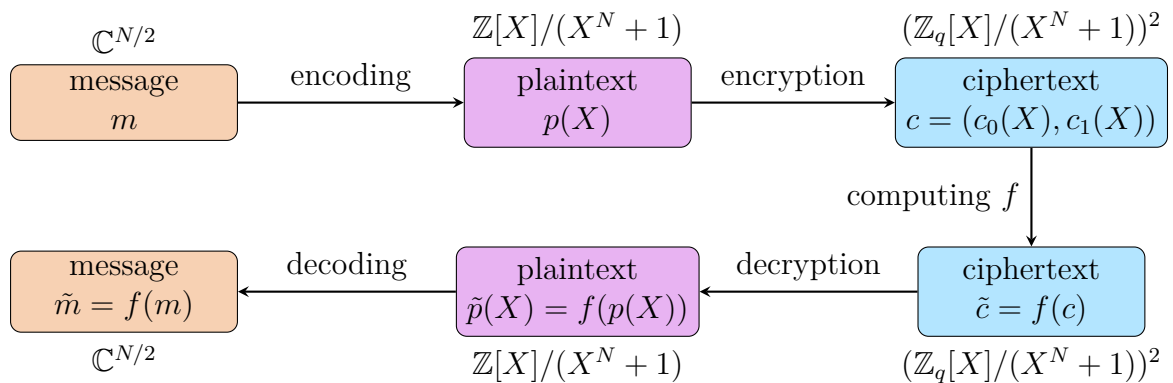 ℂ^{N/2}
ℤ[X]/(X^N + 1)
(ℤ_q[X]/(X^N + 1))^2
message
m
encoding
plaintext
p(X)
encryption
ciphertext
c = (c_0(X), c_1(X))
computing f
message
m̃ = f(m)
decoding
plaintext
p̃(X) = f(p(X))
decryption
ciphertext
c̃ = f(c)
ℂ^{N/2}
ℤ[X]/(X^N + 1)
(ℤ_q[X]/(X^N + 1))^2